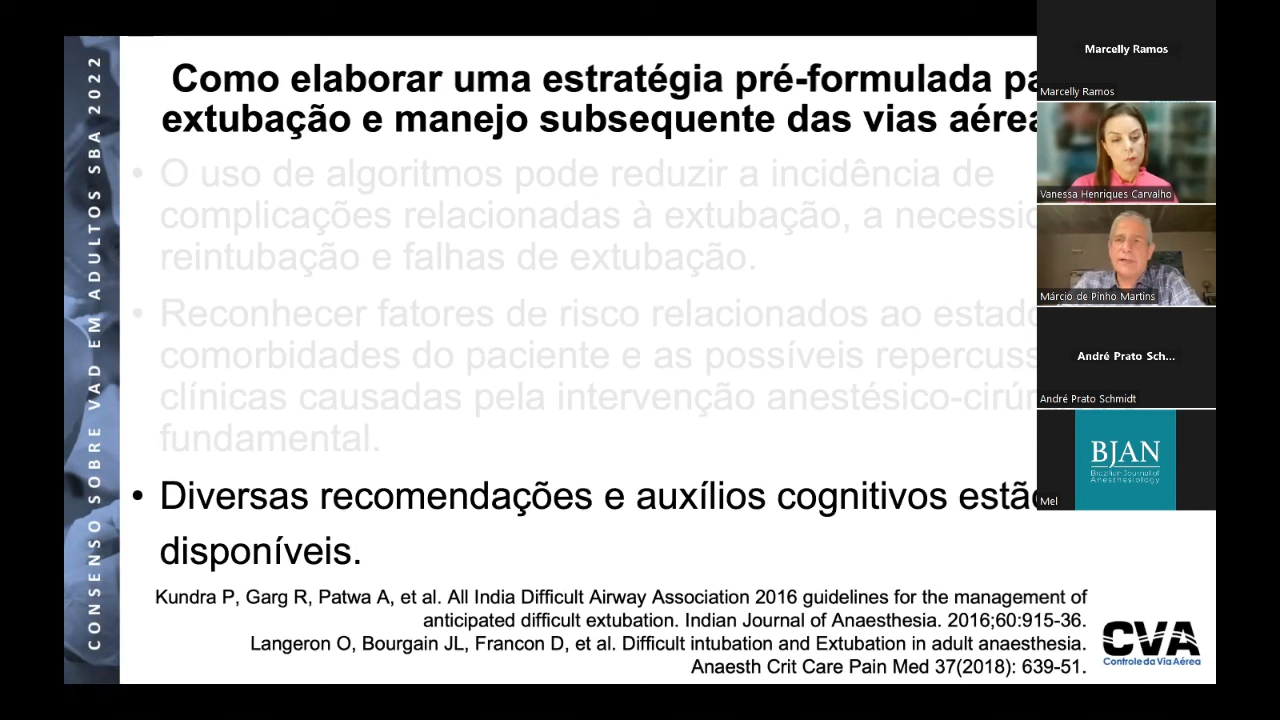 CONSENSO SOBRE VAD EM ADULTOS SBA 2022
Como elaborar uma estratégia pré-formulada pa
extubação e manejo subsequente das vias aérea
• O uso de algoritmos pode reduzir a incidência de
complicações relacionadas à extubação, a necessid
reintubação e falhas de extubação.
• Reconhecer fatores de risco relacionados ao estado
comorbidades do paciente e as possíveis repercuss
clínicas causadas pela intervenção anestésico-cirúr
fundamental.
• Diversas recomendações e auxílios cognitivos estão
disponíveis.
Kundra P, Garg R, Patwa A, et al. All India Difficult Airway Association 2016 guidelines for the management of
anticipated difficult extubation. Indian Journal of Anaesthesia. 2016;60:915-36.
Langeron O, Bourgain JL, Francon D, et al. Difficult intubation and Extubation in adult anaesthesia.
Anaesth Crit Care Pain Med 37(2018): 639-51.
CVA
Controle da Via Aérea
Marcelly Ramos
Marcelly Ramos
Vanessa Henriques Carvalho
Márcio de Pinho Martins
André Prato Sch...
André Prato Schmidt
BJAN
Brazilian Journal of
Anesthesiology
Mel